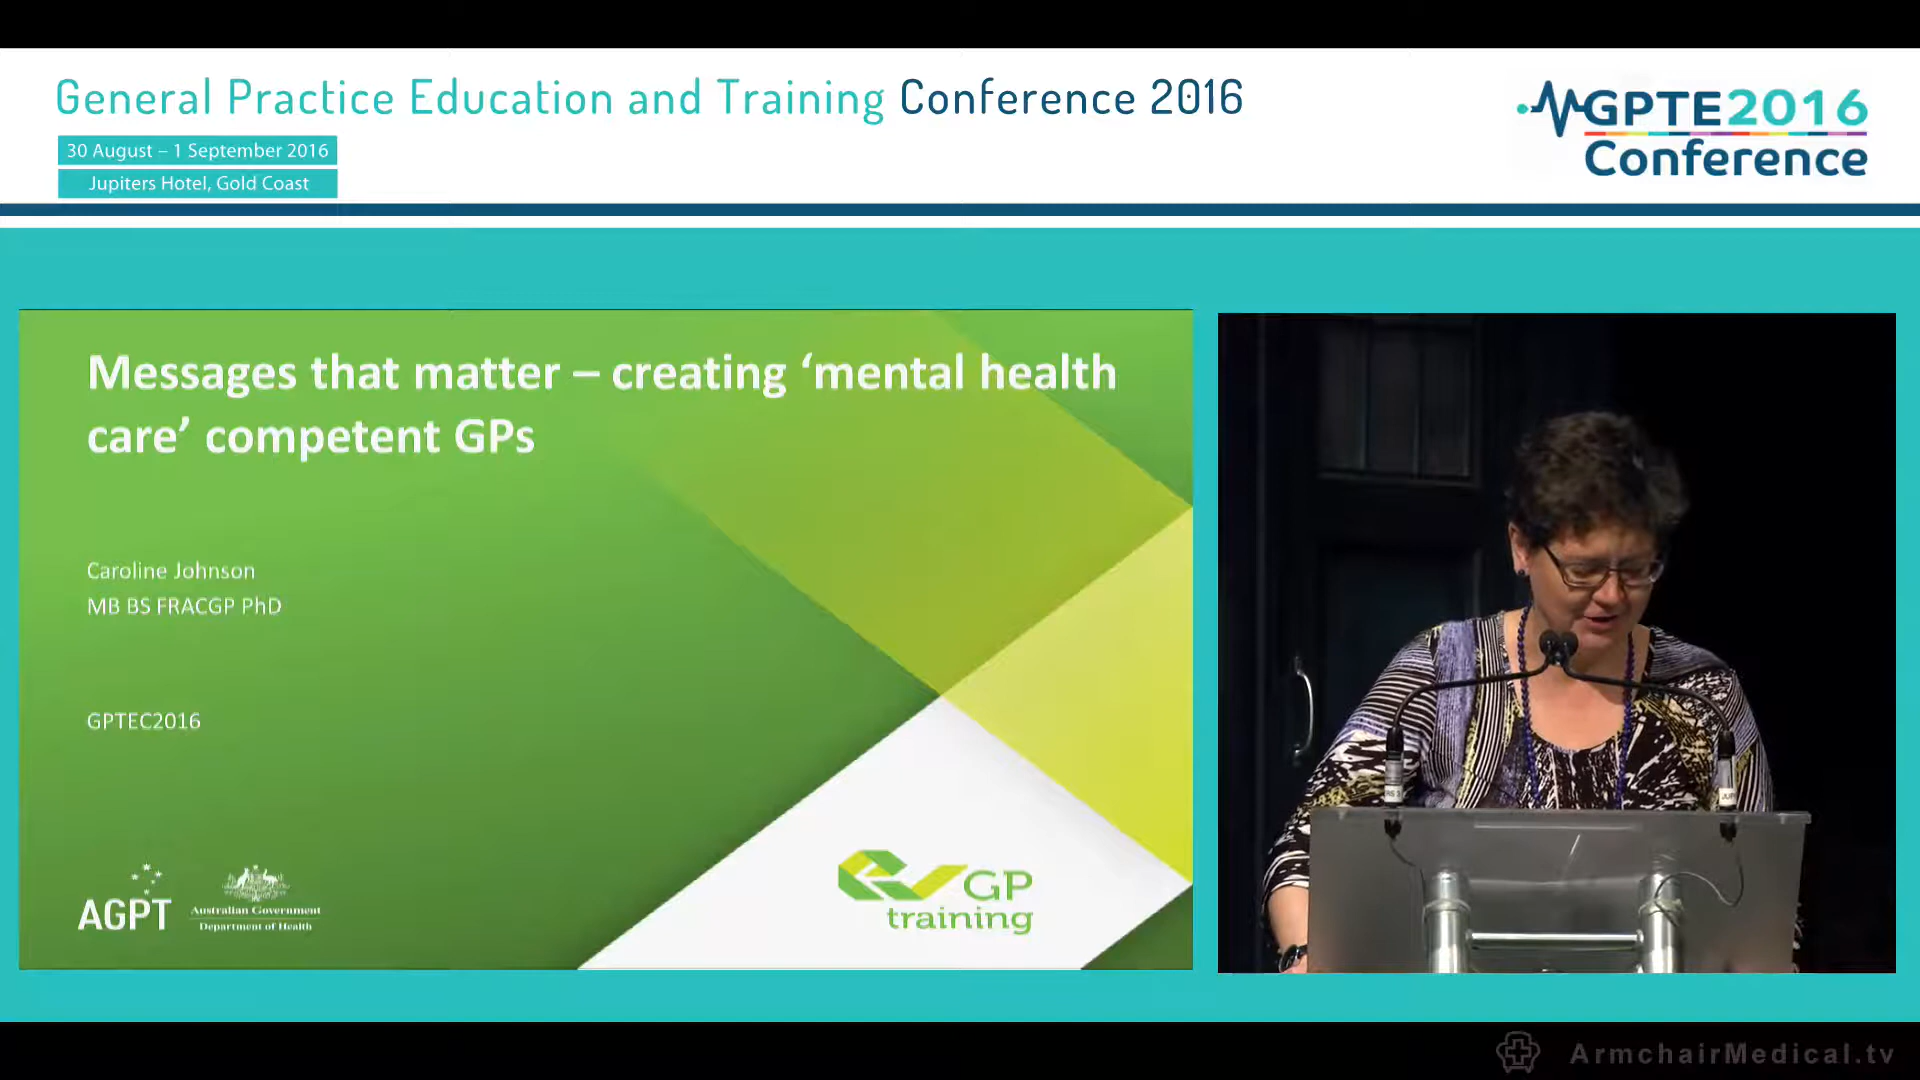 General Practice Education and Training Conference 2016
30 August – 1 September 2016
Jupiters Hotel, Gold Coast
GPTE2016
Conference
Messages that matter – creating ‘mental health
care’ competent GPs
Caroline Johnson
MB BS FRACGP PhD
GPTEC2016
AGPT
Australian Government
Department of Health
GP
training
ArmchairMedical.tv